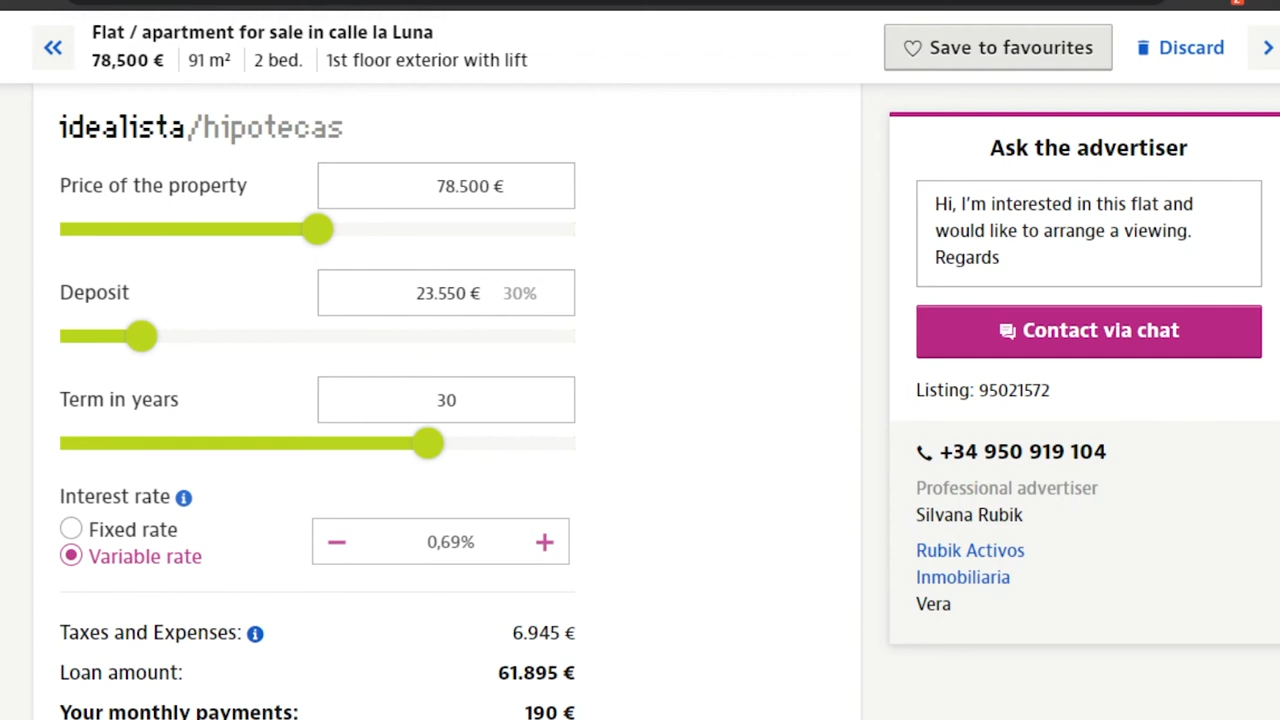 Flat / apartment for sale in calle la Luna
78,500 € 91 m² 2 bed. 1st floor exterior with lift
Save to favourites
Discard
idealista/hipotecas
Price of the property 78.500 €
Deposit 23.550 € 30%
Term in years 30
Interest rate
Fixed rate
Variable rate
− 0,69% +
Taxes and Expenses: 6.945 €
Loan amount: 61.895 €
Your monthly payments: 190 €
Ask the advertiser
Hi, I'm interested in this flat and
would like to arrange a viewing.
Regards
Contact via chat
Listing: 95021572
+34 950 919 104
Professional advertiser
Silvana Rubik
Rubik Activos
Inmobiliaria
Vera